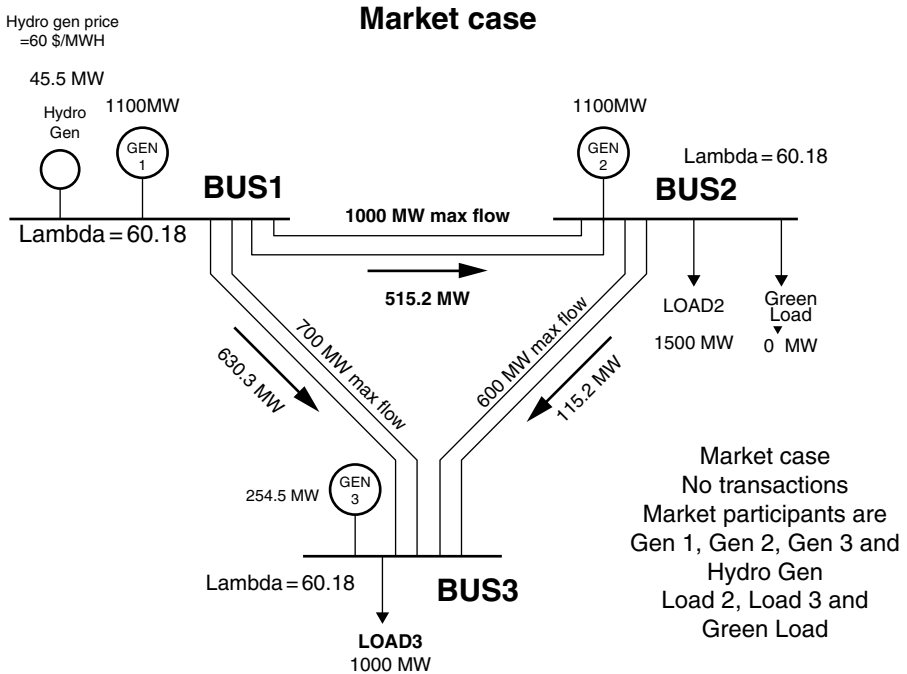 Market case
Hydro gen price
=60 $/MWH
45.5 MW
Hydro
Gen
1100MW
GEN
1
BUS1
Lambda=60.18
1000 MW max flow
515.2 MW
1100MW
GEN
2
Lambda=60.18
BUS2
LOAD2
1500 MW
Green
Load
0 MW
700 MW max flow
630.3 MW
600 MW max flow
115.2 MW
254.5 MW
GEN
3
Lambda=60.18
BUS3
LOAD3
1000 MW
Market case
No transactions
Market participants are
Gen 1, Gen 2, Gen 3 and
Hydro Gen
Load 2, Load 3 and
Green Load